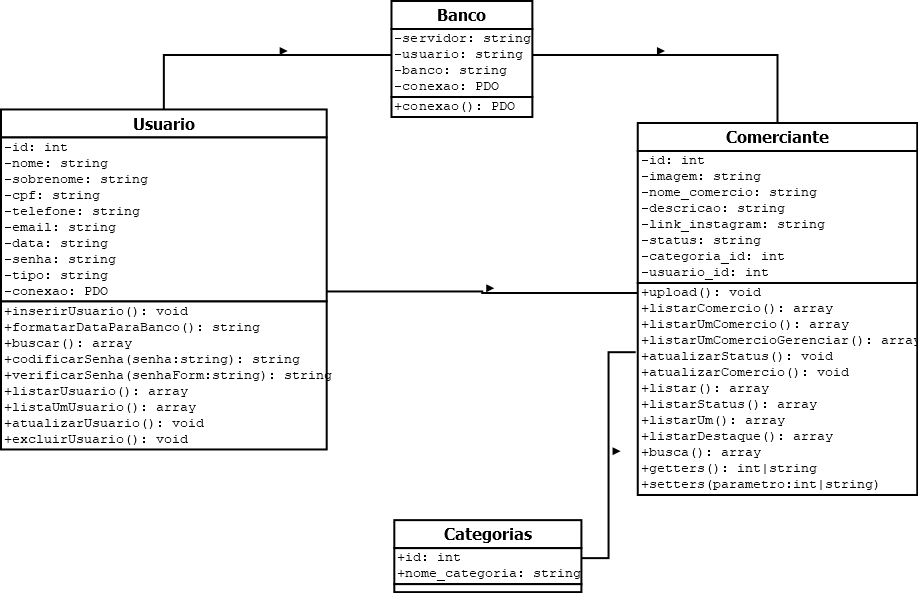 Banco
-servidor: string
-usuario: string
-banco: string
-conexao: PDO
+conexao(): PDO
Usuario
-id: int
-nome: string
-sobrenome: string
-cpf: string
-telefone: string
-email: string
-data: string
-senha: string
-tipo: string
-conexao: PDO
+inserirUsuario(): void
+formatarDataParaBanco(): string
+buscar(): array
+codificarSenha(senha:string): string
+verificarSenha(senhaForm:string): string
+listarUsuario(): array
+listaUmUsuario(): array
+atualizarUsuario(): void
+excluirUsuario(): void
Comerciante
-id: int
-imagem: string
-nome_comercio: string
-descricao: string
-link_instagram: string
-status: string
-categoria_id: int
-usuario_id: int
+upload(): void
+listarComercio(): array
+listarUmComercio(): array
+listarUmComercioGerenciar(): array
+atualizarStatus(): void
+atualizarComercio(): void
+listar(): array
+listarStatus(): array
+listarUm(): array
+listarDestaque(): array
+busca(): array
+getters(): int|string
+setters(parametro:int|string)
Categorias
+id: int
+nome_categoria: string